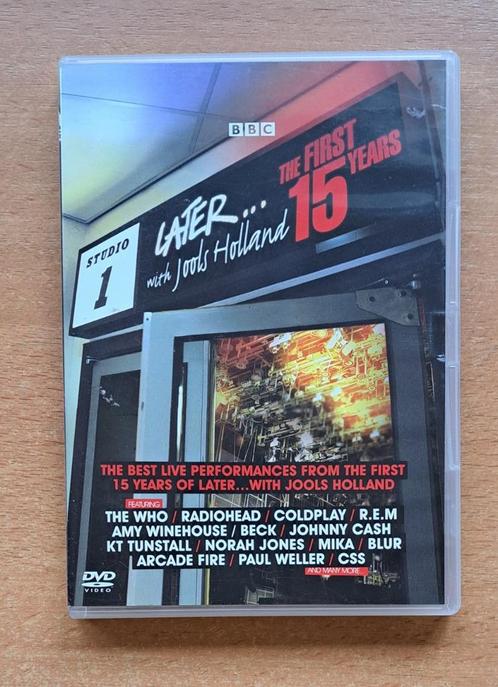 BBC
THE FIRST
15 YEARS
LATER...
with Jools Holland
STUDIO
1
THE BEST LIVE PERFORMANCES FROM THE FIRST
15 YEARS OF LATER...WITH JOOLS HOLLAND
FEATURING
THE WHO / RADIOHEAD / COLDPLAY / R.E.M
AMY WINEHOUSE / BECK / JOHNNY CASH
KT TUNSTALL / NORAH JONES / MIKA / BLUR
ARCADE FIRE / PAUL WELLER / CSS
AND MANY MORE...
DVD
VIDEO